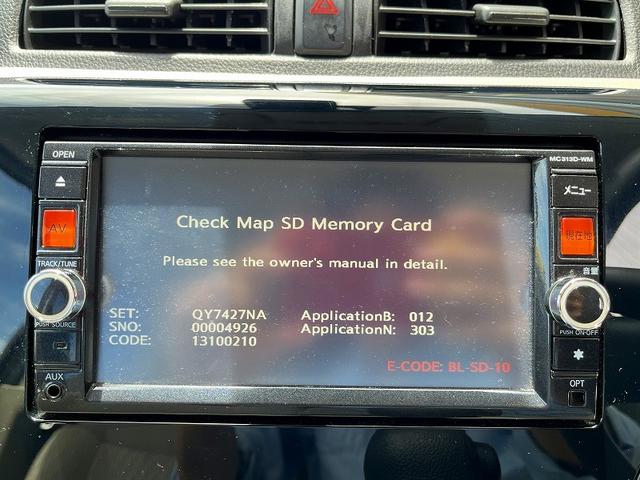 OPEN
MC313D-WM
メニュー
AV
現在地
TRACK/TUNE
音量
PUSH SOURCE
PUSH ON-OFF
AUX
OPT
Check Map SD Memory Card
Please see the owner's manual in detail.
SET: QY7427NA ApplicationB: 012
SNO: 00004926 ApplicationN: 303
CODE: 13100210
E-CODE: BL-SD-10